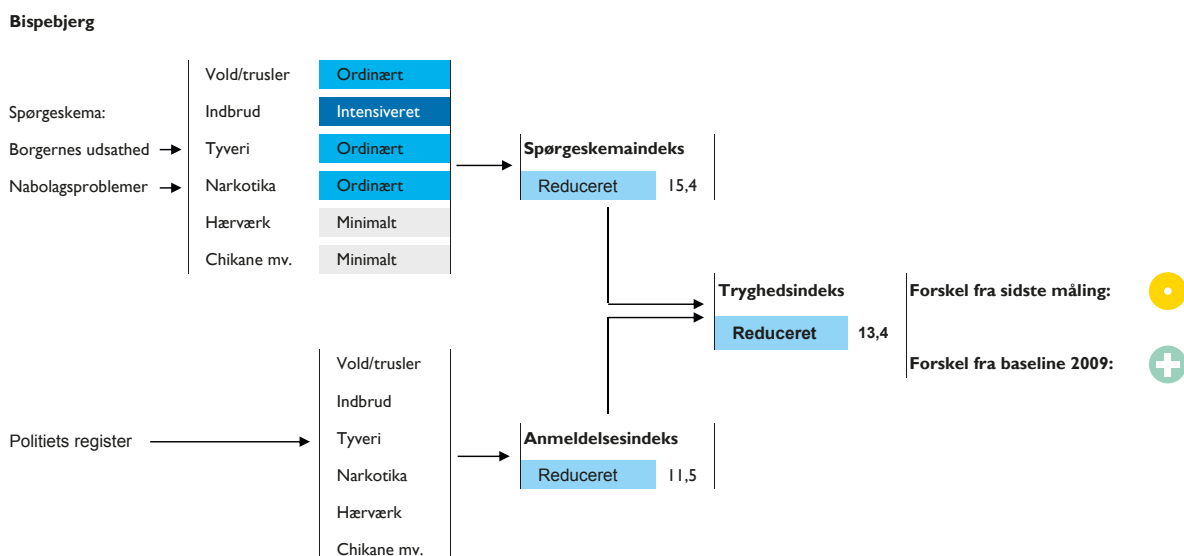 Bispebjerg
Vold/trusler Ordinært
Spørgeskema: Indbrud Intensiveret
Borgernes udsathed Tyveri Ordinært
Nabolagsproblemer Narkotika Ordinært
Hærværk Minimalt
Chikane mv. Minimalt
Spørgeskemaindeks
Reduceret 15,4
Tryghedsindeks
Reduceret 13,4
Forskel fra sidste måling:
Forskel fra baseline 2009:
Politiets register
Vold/trusler
Indbrud
Tyveri
Narkotika
Hærværk
Chikane mv.
Anmeldelsesindeks
Reduceret 11,5